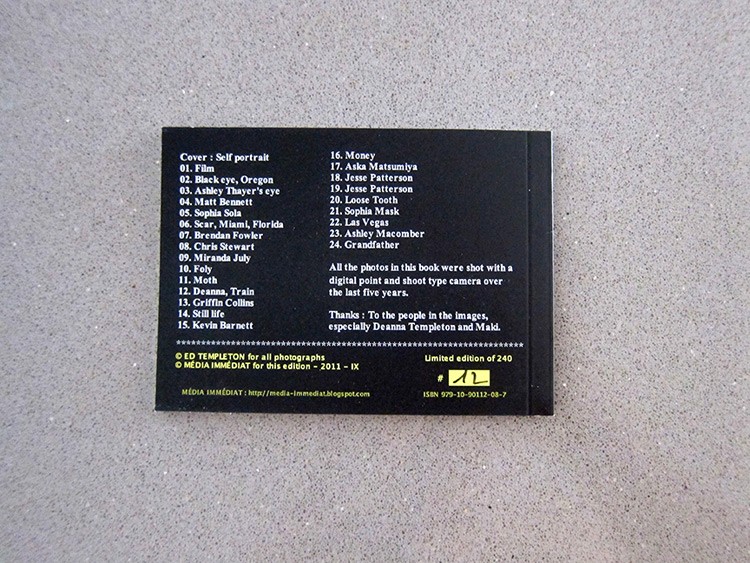 Cover : Self portrait
01. Film
02. Black eye, Oregon
03. Ashley Thayer's eye
04. Matt Bennett
05. Sophia Sola
06. Scar, Miami, Florida
07. Brendan Fowler
08. Chris Stewart
09. Miranda July
10. Foly
11. Moth
12. Deanna, Train
13. Griffin Collins
14. Still life
15. Kevin Barnett
16. Money
17. Aska Matsumiya
18. Jesse Patterson
19. Jesse Patterson
20. Loose Tooth
21. Sophia Mask
22. Las Vegas
23. Ashley Macomber
24. Grandfather
All the photos in this book were shot with a
digital point and shoot type camera over
the last five years.
Thanks : To the people in the images,
especially Deanna Templeton and Maki.
© ED TEMPLETON for all photographs
© MÉDIA IMMÉDIAT for this edition - 2011 - IX
Limited edition of 240
# 12
MÉDIA IMMÉDIAT : http://media-immediat.blogspot.com
ISBN 979-10-90112-08-7